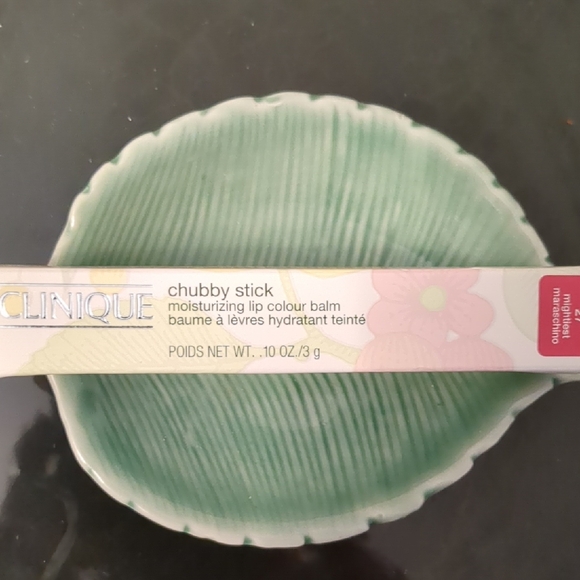 CLINIQUE
chubby stick
moisturizing lip colour balm
baume à lèvres hydratant teinté
POIDS NET WT. .10 OZ./3 g
27
mightiest
maraschino